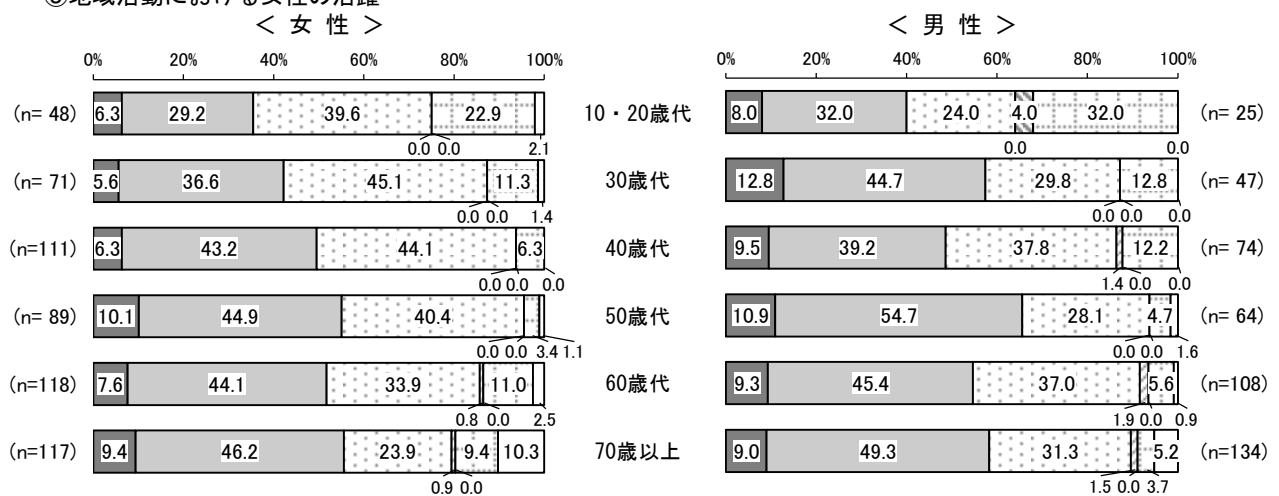 ③地域活動における女性の活躍
＜ 女 性 ＞ ＜ 男 性 ＞
0% 20% 40% 60% 80% 100% 0% 20% 40% 60% 80% 100%
(n= 48) 6.3 29.2 39.6 22.9 10・20歳代 8.0 32.0 24.0 4.0 32.0 (n= 25)
0.0 0.0 2.1 0.0 0.0
(n= 71) 5.6 36.6 45.1 11.3 30歳代 12.8 44.7 29.8 12.8 (n= 47)
0.0 0.0 1.4 0.0 0.0 0.0
(n=111) 6.3 43.2 44.1 6.3 40歳代 9.5 39.2 37.8 12.2 (n= 74)
0.0 0.0 0.0 1.4 0.0 0.0
(n= 89) 10.1 44.9 40.4 50歳代 10.9 54.7 28.1 4.7 (n= 64)
0.0 0.0 3.4 1.1 0.0 0.0 1.6
(n=118) 7.6 44.1 33.9 11.0 60歳代 9.3 45.4 37.0 5.6 (n=108)
0.8 0.0 2.5 1.9 0.0 0.9
(n=117) 9.4 46.2 23.9 9.4 10.3 70歳以上 9.0 49.3 31.3 5.2 (n=134)
0.9 0.0 1.5 0.0 3.7